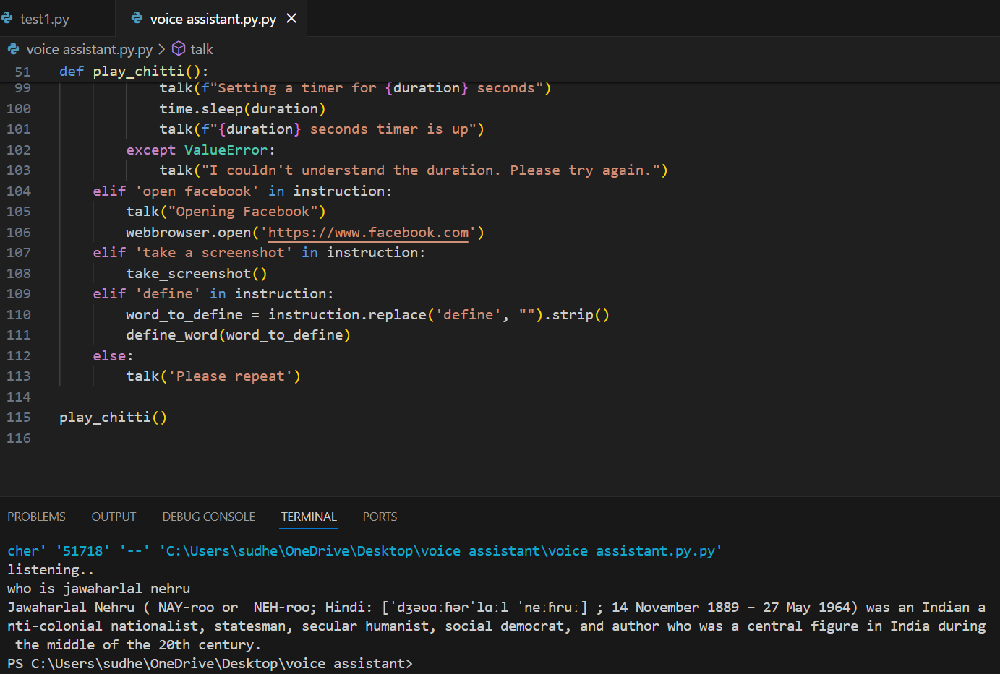 test1.py
voice assistant.py.py
voice assistant.py.py > talk
51 def play_chitti():
99 talk(f"Setting a timer for {duration} seconds")
100 time.sleep(duration)
101 talk(f"{duration} seconds timer is up")
102 except ValueError:
103 talk("I couldn't understand the duration. Please try again.")
104 elif 'open facebook' in instruction:
105 talk("Opening Facebook")
106 webbrowser.open('https://www.facebook.com')
107 elif 'take a screenshot' in instruction:
108 take_screenshot()
109 elif 'define' in instruction:
110 word_to_define = instruction.replace('define', "").strip()
111 define_word(word_to_define)
112 else:
113 talk('Please repeat')
114
115 play_chitti()
116
PROBLEMS OUTPUT DEBUG CONSOLE TERMINAL PORTS
cher' '51718' '--' 'C:\Users\sudhe\OneDrive\Desktop\voice assistant\voice assistant.py.py'
listening..
who is jawaharlal nehru
Jawaharlal Nehru ( NAY-roo or  NEH-roo; Hindi: [ˈdʒəʋɑːɦərˈlɑːl ˈneːɦruː] ; 14 November 1889 – 27 May 1964) was an Indian a
nti-colonial nationalist, statesman, secular humanist, social democrat, and author who was a central figure in India during
the middle of the 20th century.
PS C:\Users\sudhe\OneDrive\Desktop\voice assistant>